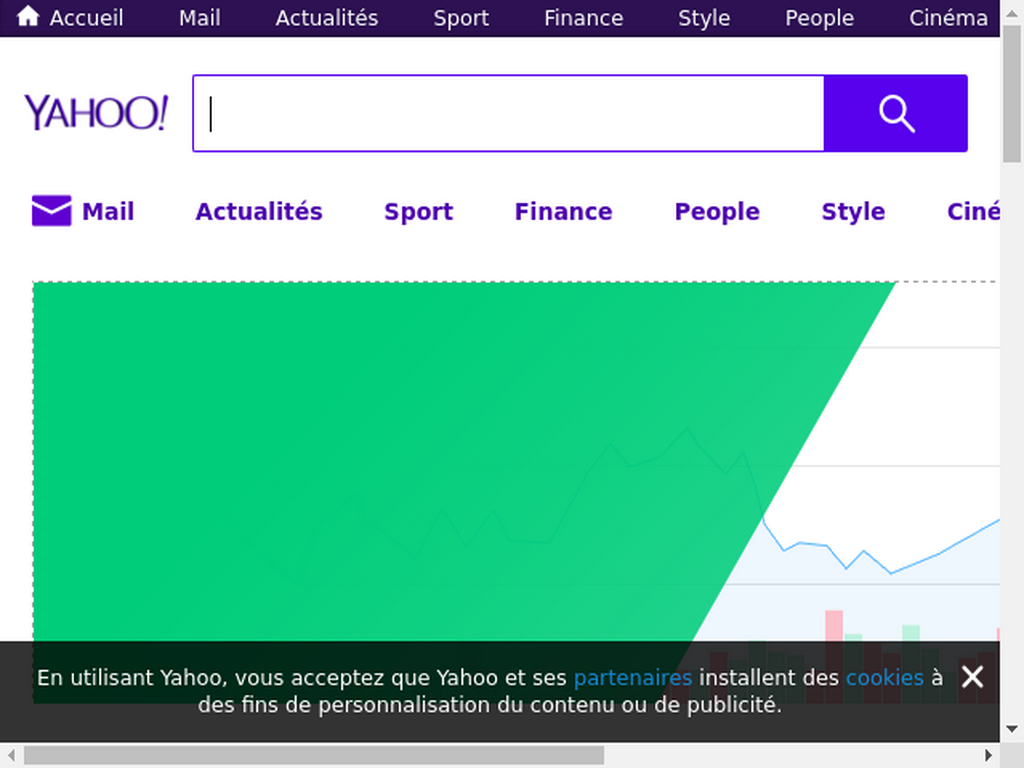 Accueil Mail Actualités Sport Finance Style People Cinéma
YAHOO!
Mail Actualités Sport Finance People Style Ciné
En utilisant Yahoo, vous acceptez que Yahoo et ses partenaires installent des cookies à
des fins de personnalisation du contenu ou de publicité.